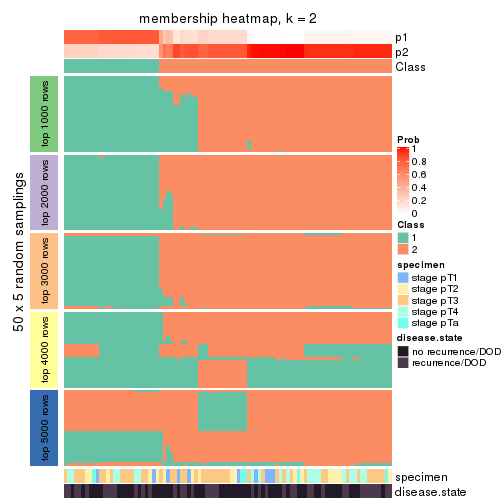 membership heatmap, k = 2
p1
p2
Class
50 x 5 random samplings
top 1000 rows
top 2000 rows
top 3000 rows
top 4000 rows
top 5000 rows
specimen
disease.state
Prob
1
0.8
0.6
0.4
0.2
0
Class
1
2
specimen
stage pT1
stage pT2
stage pT3
stage pT4
stage pTa
disease.state
no recurrence/DOD
recurrence/DOD